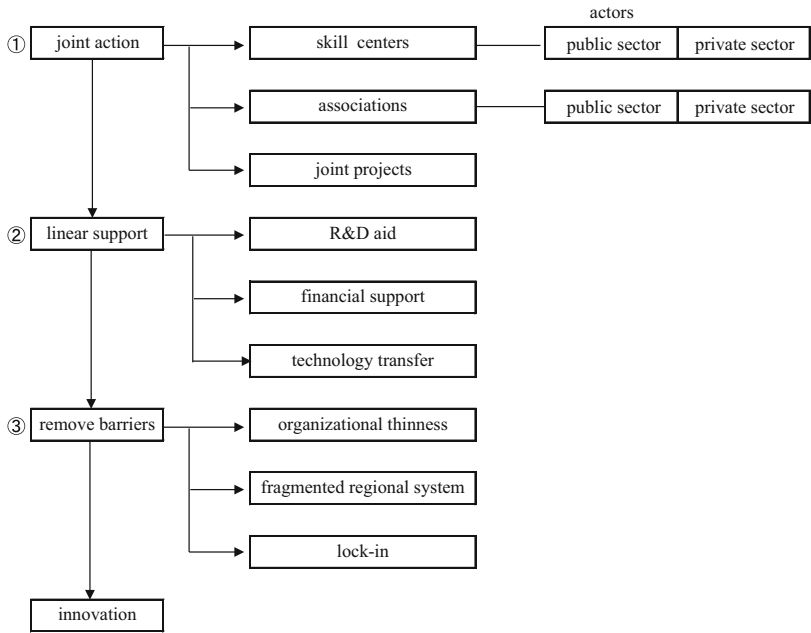 actors
① joint action skill centers public sector private sector
associations public sector private sector
joint projects
② linear support R&D aid
financial support
technology transfer
③ remove barriers organizational thinness
fragmented regional system
lock-in
innovation